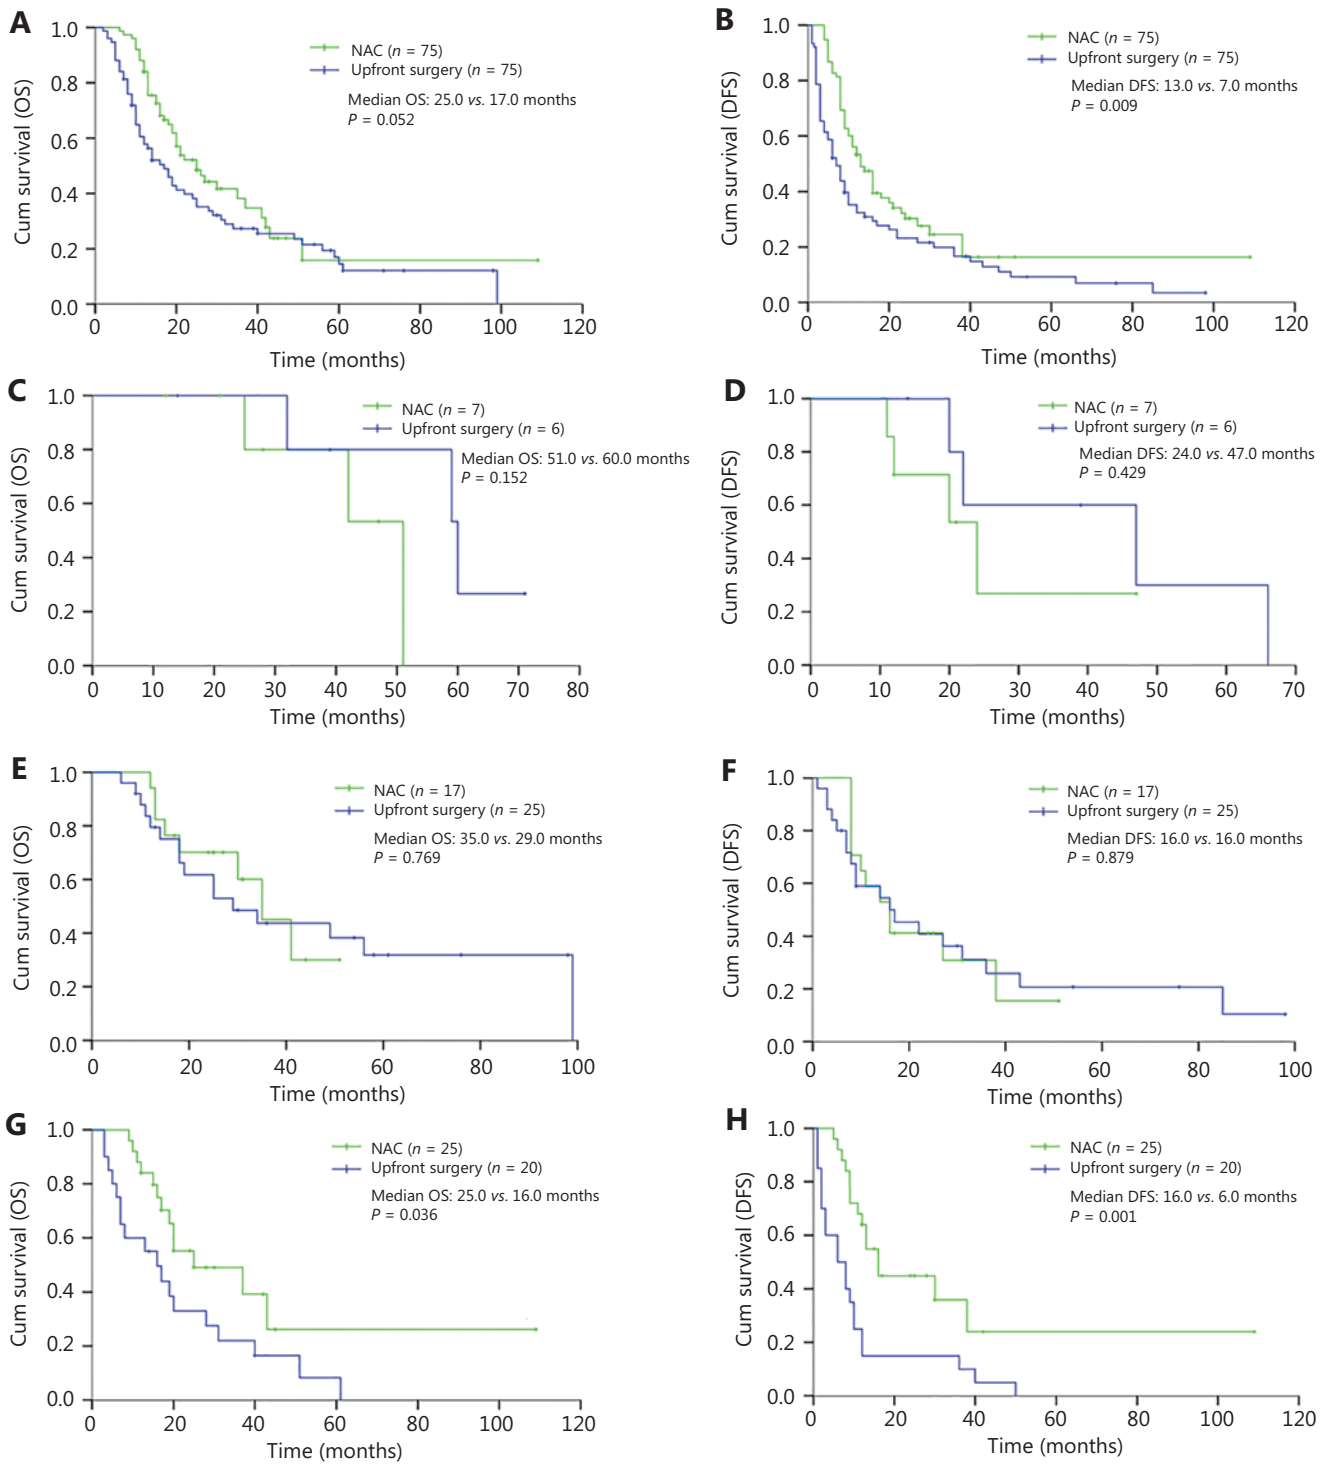 A
Cum survival (OS)
1.0
0.8
0.6
0.4
0.2
0.0
NAC (n = 75)
Upfront surgery (n = 75)
Median OS: 25.0 vs. 17.0 months
P = 0.052
0 20 40 60 80 100 120
Time (months)
B
Cum survival (DFS)
1.0
0.8
0.6
0.4
0.2
0.0
NAC (n = 75)
Upfront surgery (n = 75)
Median DFS: 13.0 vs. 7.0 months
P = 0.009
0 20 40 60 80 100 120
Time (months)
C
Cum survival (OS)
1.0
0.8
0.6
0.4
0.2
0.0
NAC (n = 7)
Upfront surgery (n = 6)
Median OS: 51.0 vs. 60.0 months
P = 0.152
0 10 20 30 40 50 60 70 80
Time (months)
D
Cum survival (DFS)
1.0
0.8
0.6
0.4
0.2
0.0
NAC (n = 7)
Upfront surgery (n = 6)
Median DFS: 24.0 vs. 47.0 months
P = 0.429
0 10 20 30 40 50 60 70
Time (months)
E
Cum survival (OS)
1.0
0.8
0.6
0.4
0.2
0.0
NAC (n = 17)
Upfront surgery (n = 25)
Median OS: 35.0 vs. 29.0 months
P = 0.769
0 20 40 60 80 100
Time (months)
F
Cum survival (DFS)
1.0
0.8
0.6
0.4
0.2
0.0
NAC (n = 17)
Upfront surgery (n = 25)
Median DFS: 16.0 vs. 16.0 months
P = 0.879
0 20 40 60 80 100
Time (months)
G
Cum survival (OS)
1.0
0.8
0.6
0.4
0.2
0.0
NAC (n = 25)
Upfront surgery (n = 20)
Median OS: 25.0 vs. 16.0 months
P = 0.036
0 20 40 60 80 100 120
Time (months)
H
Cum survival (DFS)
1.0
0.8
0.6
0.4
0.2
0.0
NAC (n = 25)
Upfront surgery (n = 20)
Median DFS: 16.0 vs. 6.0 months
P = 0.001
0 20 40 60 80 100 120
Time (months)